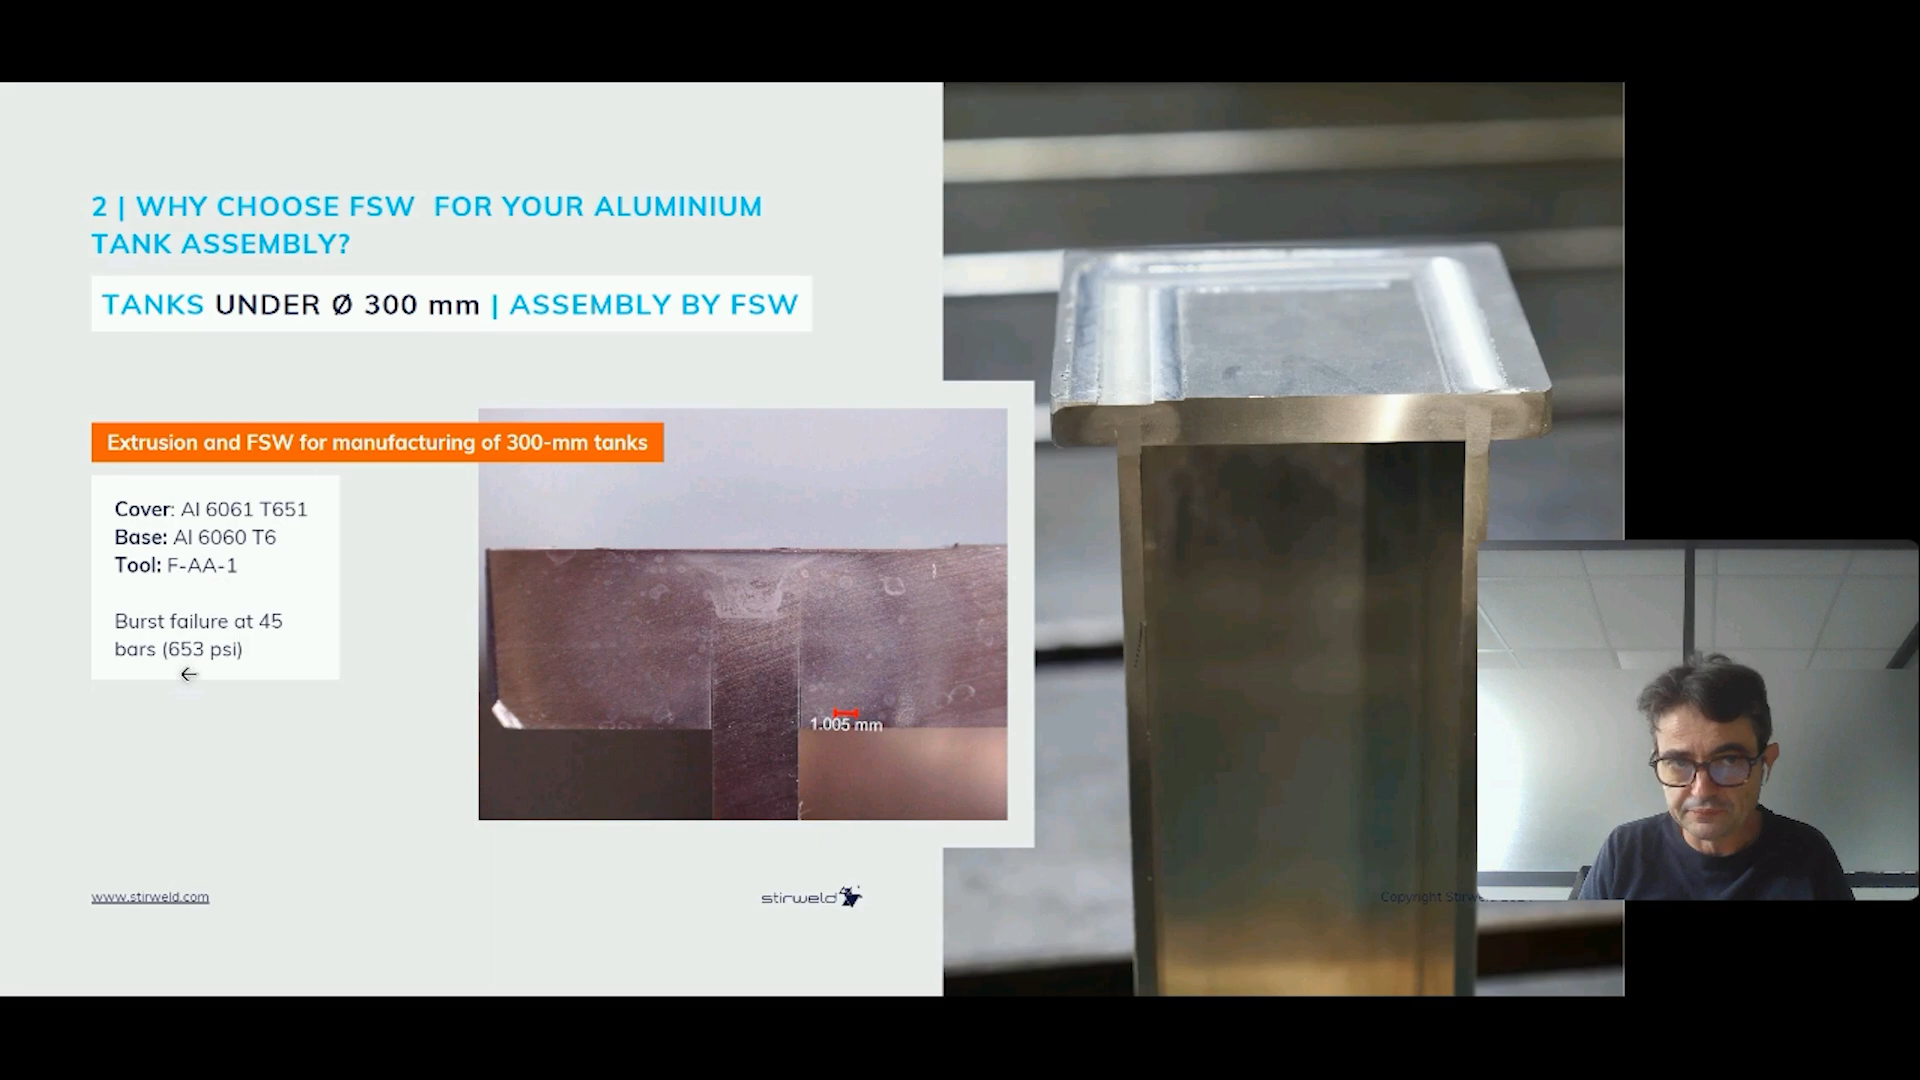 2 | WHY CHOOSE FSW FOR YOUR ALUMINIUM
TANK ASSEMBLY?
TANKS UNDER Ø 300 mm | ASSEMBLY BY FSW
Extrusion and FSW for manufacturing of 300-mm tanks
Cover: Al 6061 T651
Base: Al 6060 T6
Tool: F-AA-1
Burst failure at 45
bars (653 psi)
1.005 mm
www.stirweld.com
stirweld
Copyright